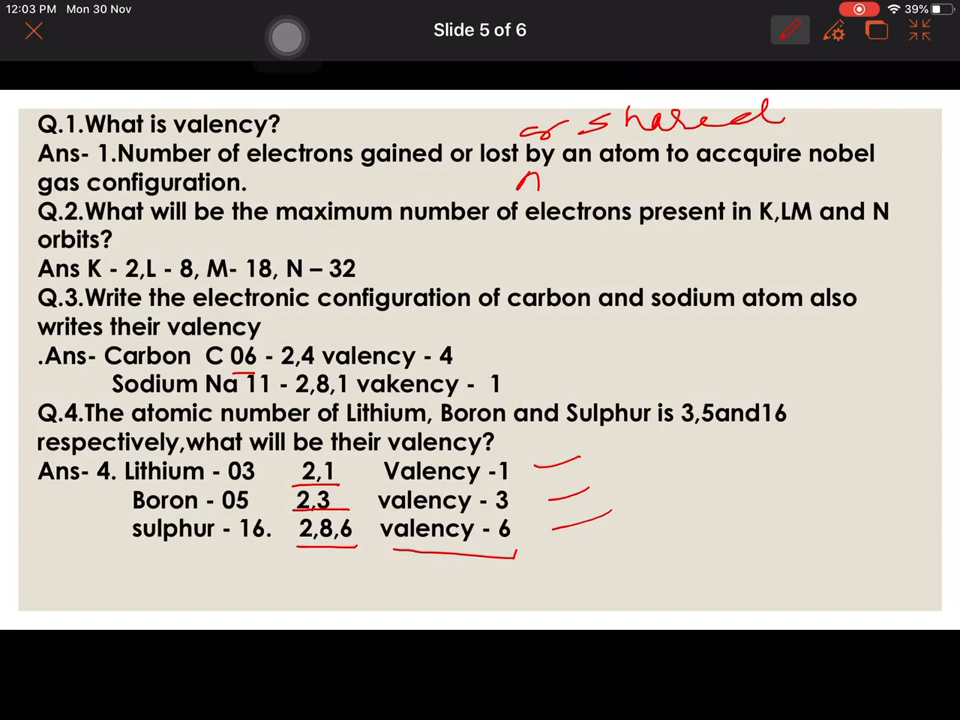 12:03 PM Mon 30 Nov
39%
Slide 5 of 6
Q.1.What is valency?
or shared
Ans- 1.Number of electrons gained or lost by an atom to accquire nobel
gas configuration.
Q.2.What will be the maximum number of electrons present in K,LM and N
orbits?
Ans K - 2,L - 8, M- 18, N – 32
Q.3.Write the electronic configuration of carbon and sodium atom also
writes their valency
.Ans- Carbon C 06 - 2,4 valency - 4
Sodium Na 11 - 2,8,1 vakency - 1
Q.4.The atomic number of Lithium, Boron and Sulphur is 3,5and16
respectively,what will be their valency?
Ans- 4. Lithium - 03 2,1 Valency -1
Boron - 05 2,3 valency - 3
sulphur - 16. 2,8,6 valency - 6